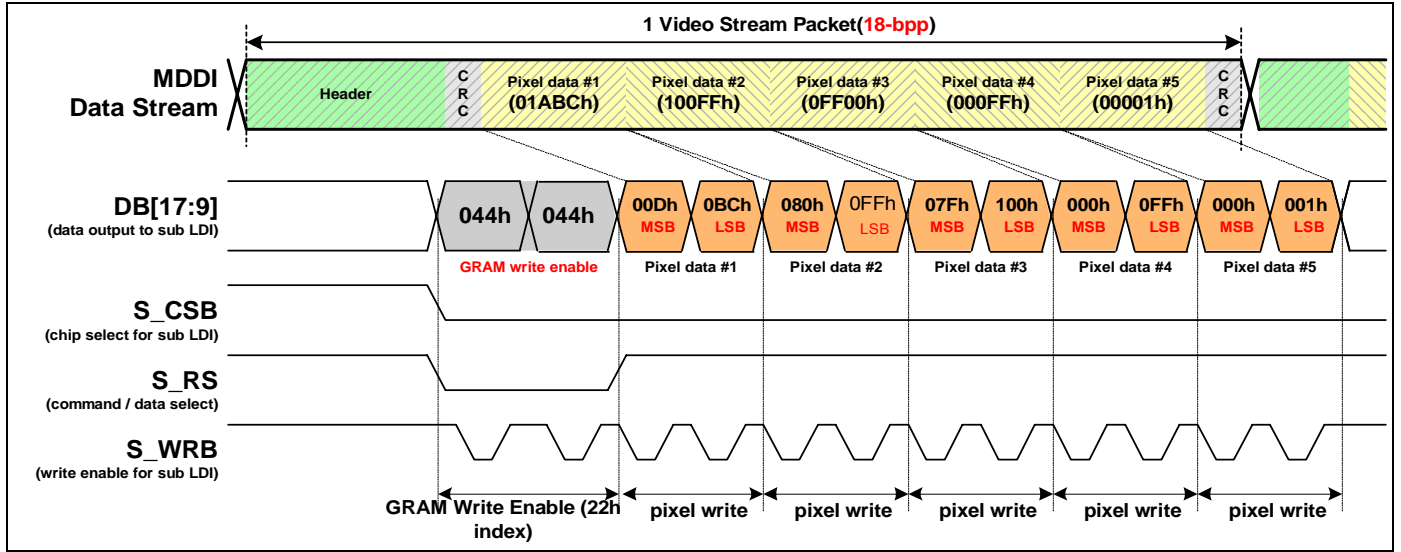 1 Video Stream Packet(18-bpp)
MDDI
Data Stream
Header
C
R
C
Pixel data #1
(01ABCh)
Pixel data #2
(100FFh)
Pixel data #3
(0FF00h)
Pixel data #4
(000FFh)
Pixel data #5
(00001h)
C
R
C
DB[17:9]
(data output to sub LDI)
044h
044h
00Dh
MSB
0BCh
LSB
080h
MSB
0FFh
LSB
07Fh
MSB
100h
LSB
000h
MSB
0FFh
LSB
000h
MSB
001h
LSB
GRAM write enable
Pixel data #1
Pixel data #2
Pixel data #3
Pixel data #4
Pixel data #5
S_CSB
(chip select for sub LDI)
S_RS
(command / data select)
S_WRB
(write enable for sub LDI)
GRAM Write Enable (22h
index)
pixel write
pixel write
pixel write
pixel write
pixel write